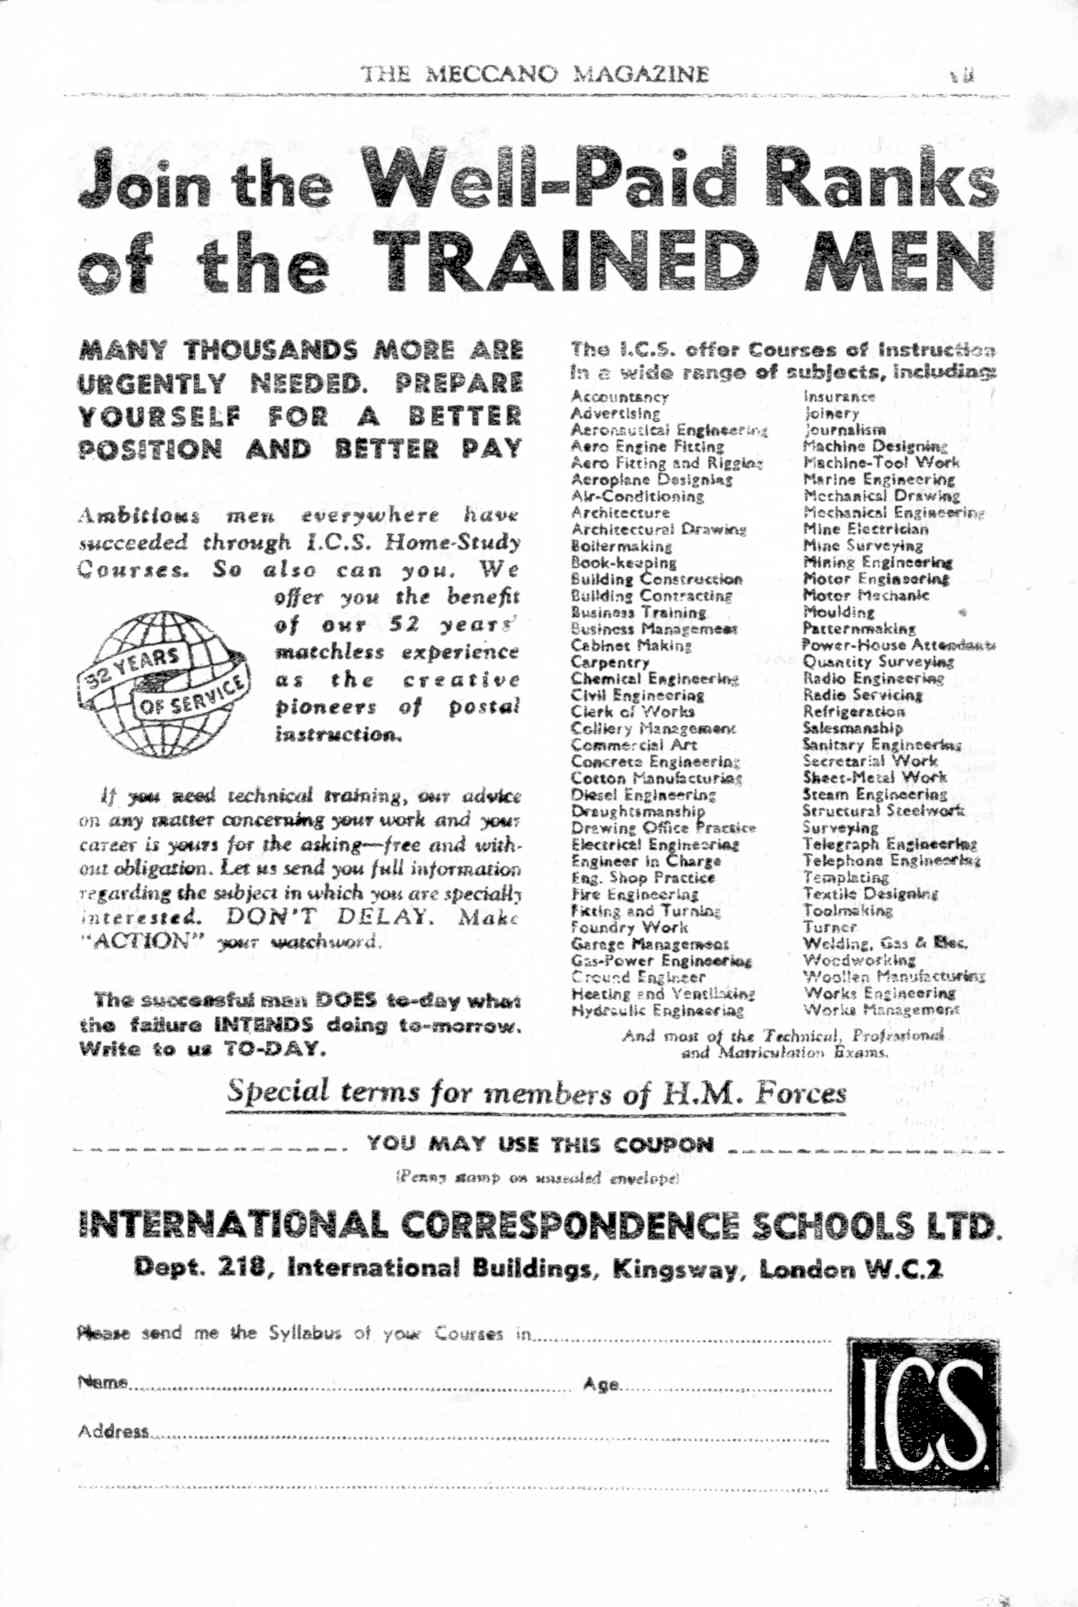 THE MECCANO MAGAZINE vii
Join the Well-Paid Ranks
of the TRAINED MEN
MANY THOUSANDS MORE ARE
URGENTLY NEEDED. PREPARE
YOURSELF FOR A BETTER
POSITION AND BETTER PAY
Ambitious men everywhere have
succeeded through I.C.S. Home-Study
Courses. So also can you. We
offer you the benefit
of our 52 years'
matchless experience
as the creative
pioneers of postal
instruction.
52 YEARS
OF SERVICE
If you need technical training, our advice
on any matter concerning your work and your
career is yours for the asking—free and with-
out obligation. Let us send you full information
regarding the subject in which you are specially
interested. DON'T DELAY. Make
"ACTION" your watchword.
The successful man DOES to-day what
the failure INTENDS doing to-morrow.
Write to us TO-DAY.
The I.C.S. offer Courses of Instruction
in a wide range of subjects, including:
Accountancy
Advertising
Aeronautical Engineering
Aero Engine Fitting
Aero Fitting and Rigging
Aeroplane Designing
Air-Conditioning
Architecture
Architectural Drawing
Boilermaking
Book-keeping
Building Construction
Building Contracting
Business Training
Business Management
Cabinet Making
Carpentry
Chemical Engineering
Civil Engineering
Clerk of Works
Colliery Management
Commercial Art
Concrete Engineering
Cotton Manufacturing
Diesel Engineering
Draughtsmanship
Drawing Office Practice
Electrical Engineering
Engineer in Charge
Eng. Shop Practice
Fire Engineering
Fitting and Turning
Foundry Work
Garage Management
Gas-Power Engineering
Ground Engineer
Heating and Ventilating
Hydraulic Engineering
Insurance
Joinery
Journalism
Machine Designing
Machine-Tool Work
Marine Engineering
Mechanical Drawing
Mechanical Engineering
Mine Electrician
Mine Surveying
Mining Engineering
Motor Engineering
Motor Mechanic
Moulding
Patternmaking
Power-House Attendants
Quantity Surveying
Radio Engineering
Radio Servicing
Refrigeration
Salesmanship
Sanitary Engineering
Secretarial Work
Sheet-Metal Work
Steam Engineering
Structural Steelwork
Surveying
Telegraph Engineering
Telephone Engineering
Templating
Textile Designing
Toolmaking
Turner
Welding, Gas & Elec.
Woodworking
Woollen Manufacturing
Works Engineering
Works Management
And most of the Technical, Professional
and Matriculation Exams.
Special terms for members of H.M. Forces
YOU MAY USE THIS COUPON
(Penny stamp on unsealed envelope)
INTERNATIONAL CORRESPONDENCE SCHOOLS LTD.
Dept. 218, International Buildings, Kingsway, London W.C.2
Please send me the Syllabus of your Courses in
Name Age
Address
I.C.S.